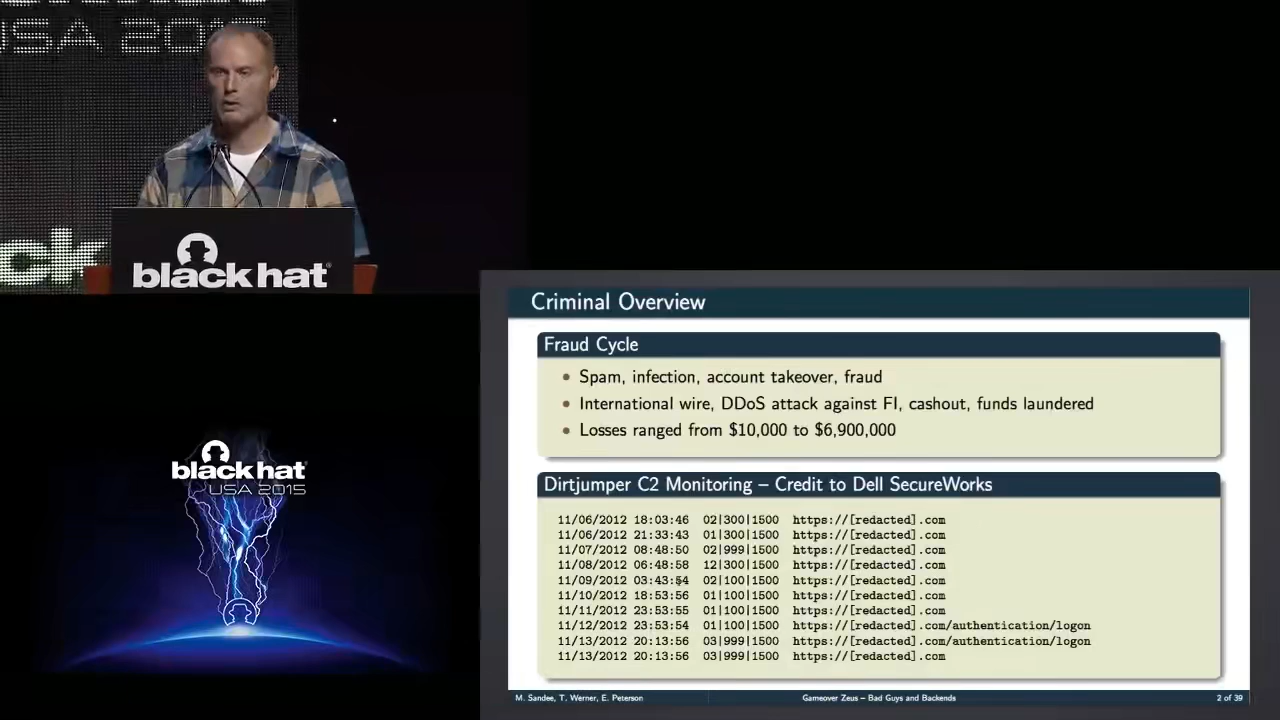 USA 2015
ck
black hat
black hat
USA 2015
Criminal Overview
Fraud Cycle
• Spam, infection, account takeover, fraud
• International wire, DDoS attack against FI, cashout, funds laundered
• Losses ranged from $10,000 to $6,900,000
Dirtjumper C2 Monitoring – Credit to Dell SecureWorks
11/06/2012 18:03:46 02|300|1500 https://[redacted].com
11/06/2012 21:33:43 01|300|1500 https://[redacted].com
11/07/2012 08:48:50 02|999|1500 https://[redacted].com
11/08/2012 06:48:58 12|300|1500 https://[redacted].com
11/09/2012 03:43:54 02|100|1500 https://[redacted].com
11/10/2012 18:53:56 01|100|1500 https://[redacted].com
11/11/2012 23:53:55 01|100|1500 https://[redacted].com
11/12/2012 23:53:54 01|100|1500 https://[redacted].com/authentication/logon
11/13/2012 20:13:56 03|999|1500 https://[redacted].com/authentication/logon
11/13/2012 20:13:56 03|999|1500 https://[redacted].com
M. Sandee, T. Werner, E. Peterson
Gameover Zeus – Bad Guys and Backends
2 of 39